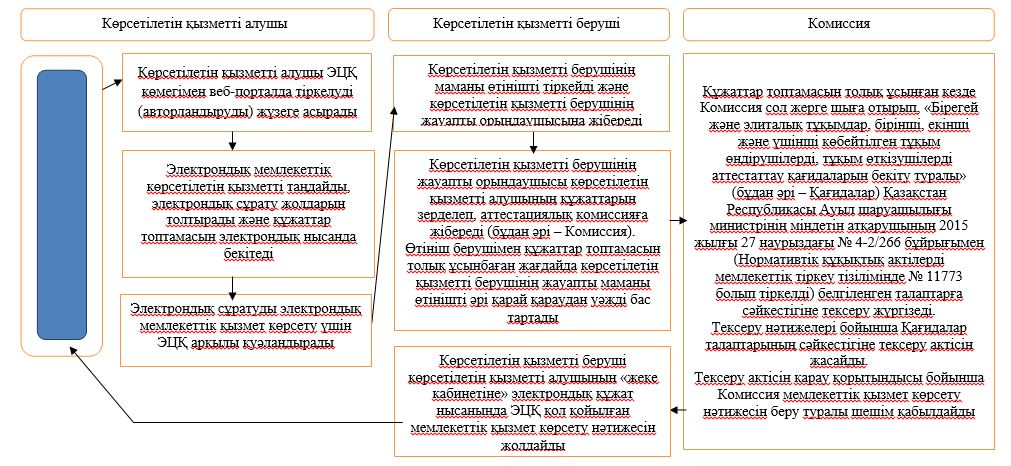 Көрсетілетін қызметті алушы
Көрсетілетін қызметті беруші
Комиссия
Көрсетілетін қызметті алушы ЭЦҚ
көмегімен веб-порталда тіркелуді
(авторландыруды) жүзеге асырады
Электрондық мемлекеттік
көрсетілетін қызметті таңдайды,
электрондық сұрату жолдарын
толтырады және құжаттар
топтамасын электрондық нысанда
бекітеді
Электрондық сұратуды электрондық
мемлекеттік қызмет көрсету үшін
ЭЦҚ арқылы куәландырады
Көрсетілетін қызметті берушінің
маманы өтінішті тіркейді және
көрсетілетін қызметті берушінің
жауапты орындаушысына жібереді
Көрсетілетін қызметті берушінің
жауапты орындаушысы көрсетілетін
қызметті алушының құжаттарын
зерделеп, аттестациялық комиссияға
жібереді (бұдан әрі – Комиссия).
Өтініш берушімен құжаттар топтамасын
толық ұсынбаған жағдайда көрсетілетін
қызметті берушінің жауапты маманы
өтінішті әрі қарай қараудан уәжді бас
тартады
Көрсетілетін қызметті беруші
көрсетілетін қызметті алушының «жеке
кабинетіне» электрондық құжат
нысанында ЭЦҚ қол қойылған
мемлекеттік қызмет көрсету нәтижесін
жолдайды
Құжаттар топтамасын толық ұсынған кезде
Комиссия сол жерге шыға отырып, «Бірегей
және элиталық тұқымдар, бірінші, екінші
және үшінші көбейтілген тұқым
өндірушілерді, тұқым өткізушілерді
аттестаттау қағидаларын бекіту туралы»
(бұдан әрі – Қағидалар) Қазақстан
Республикасы Ауыл шаруашылығы
министрінің міндетін атқарушының 2015
жылғы 27 наурыздағы № 4-2/266 бұйрығымен
(Нормативтік құқықтық актілерді
мемлекеттік тіркеу тізілімінде № 11773
болып тіркелді) белгіленген талаптарға
сәйкестігіне тексеру жүргізеді.
Тексеру нәтижелері бойынша Қағидалар
талаптарының сәйкестігіне тексеру актісін
жасайды.
Тексеру актісін қарау қорытындысы бойынша
Комиссия мемлекеттік қызмет көрсету
нәтижесін беру туралы шешім қабылдайды